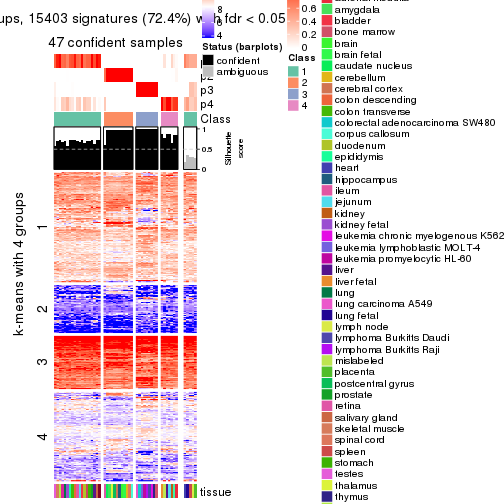 ups, 15403 signatures (72.4%) with fdr < 0.05
47 confident samples
p3
p4
Class
1
0.5
0
Silhouette
score
k-means with 4 groups
1
2
3
4
tissue
8
6
4
Status (barplots)
confident
ambiguous
0.6
0.4
0.2
0
Class
1
2
3
4
amygdala
bladder
bone marrow
brain
brain fetal
caudate nucleus
cerebellum
cerebral cortex
colon descending
colon transverse
colorectal adenocarcinoma SW480
corpus callosum
duodenum
epididymis
heart
hippocampus
ileum
jejunum
kidney
kidney fetal
leukemia chronic myelogenous K562
leukemia lymphoblastic MOLT-4
leukemia promyelocytic HL-60
liver
liver fetal
lung
lung carcinoma A549
lung fetal
lymph node
lymphoma Burkitts Daudi
lymphoma Burkitts Raji
mislabeled
placenta
postcentral gyrus
prostate
retina
salivary gland
skeletal muscle
spinal cord
spleen
stomach
testes
thalamus
thymus